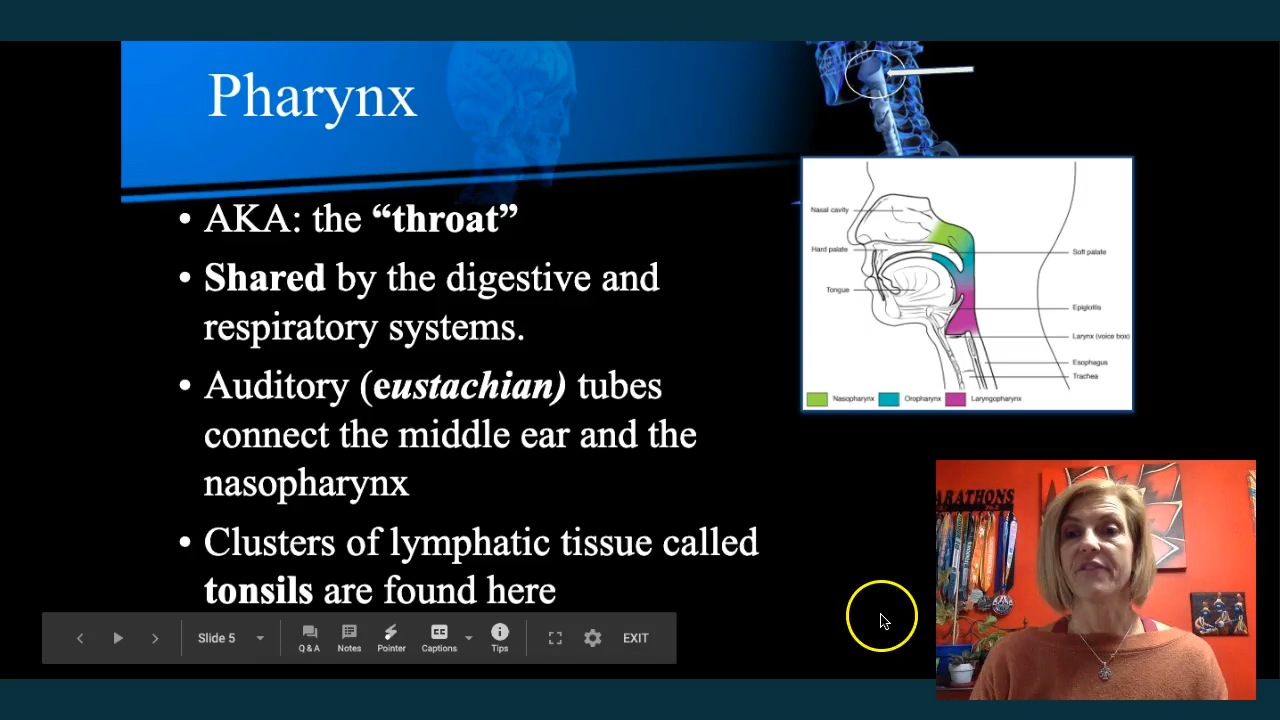 Pharynx
• AKA: the “throat”
• Shared by the digestive and
respiratory systems.
• Auditory (eustachian) tubes
connect the middle ear and the
nasopharynx
• Clusters of lymphatic tissue called
tonsils are found here
Nasal cavity
Hard palate
Tongue
Soft palate
Epiglottis
Larynx (voice box)
Esophagus
Trachea
Nasopharynx Oropharynx Laryngopharynx
ARATHONS
Slide 5
Q & A Notes Pointer Captions Tips
EXIT